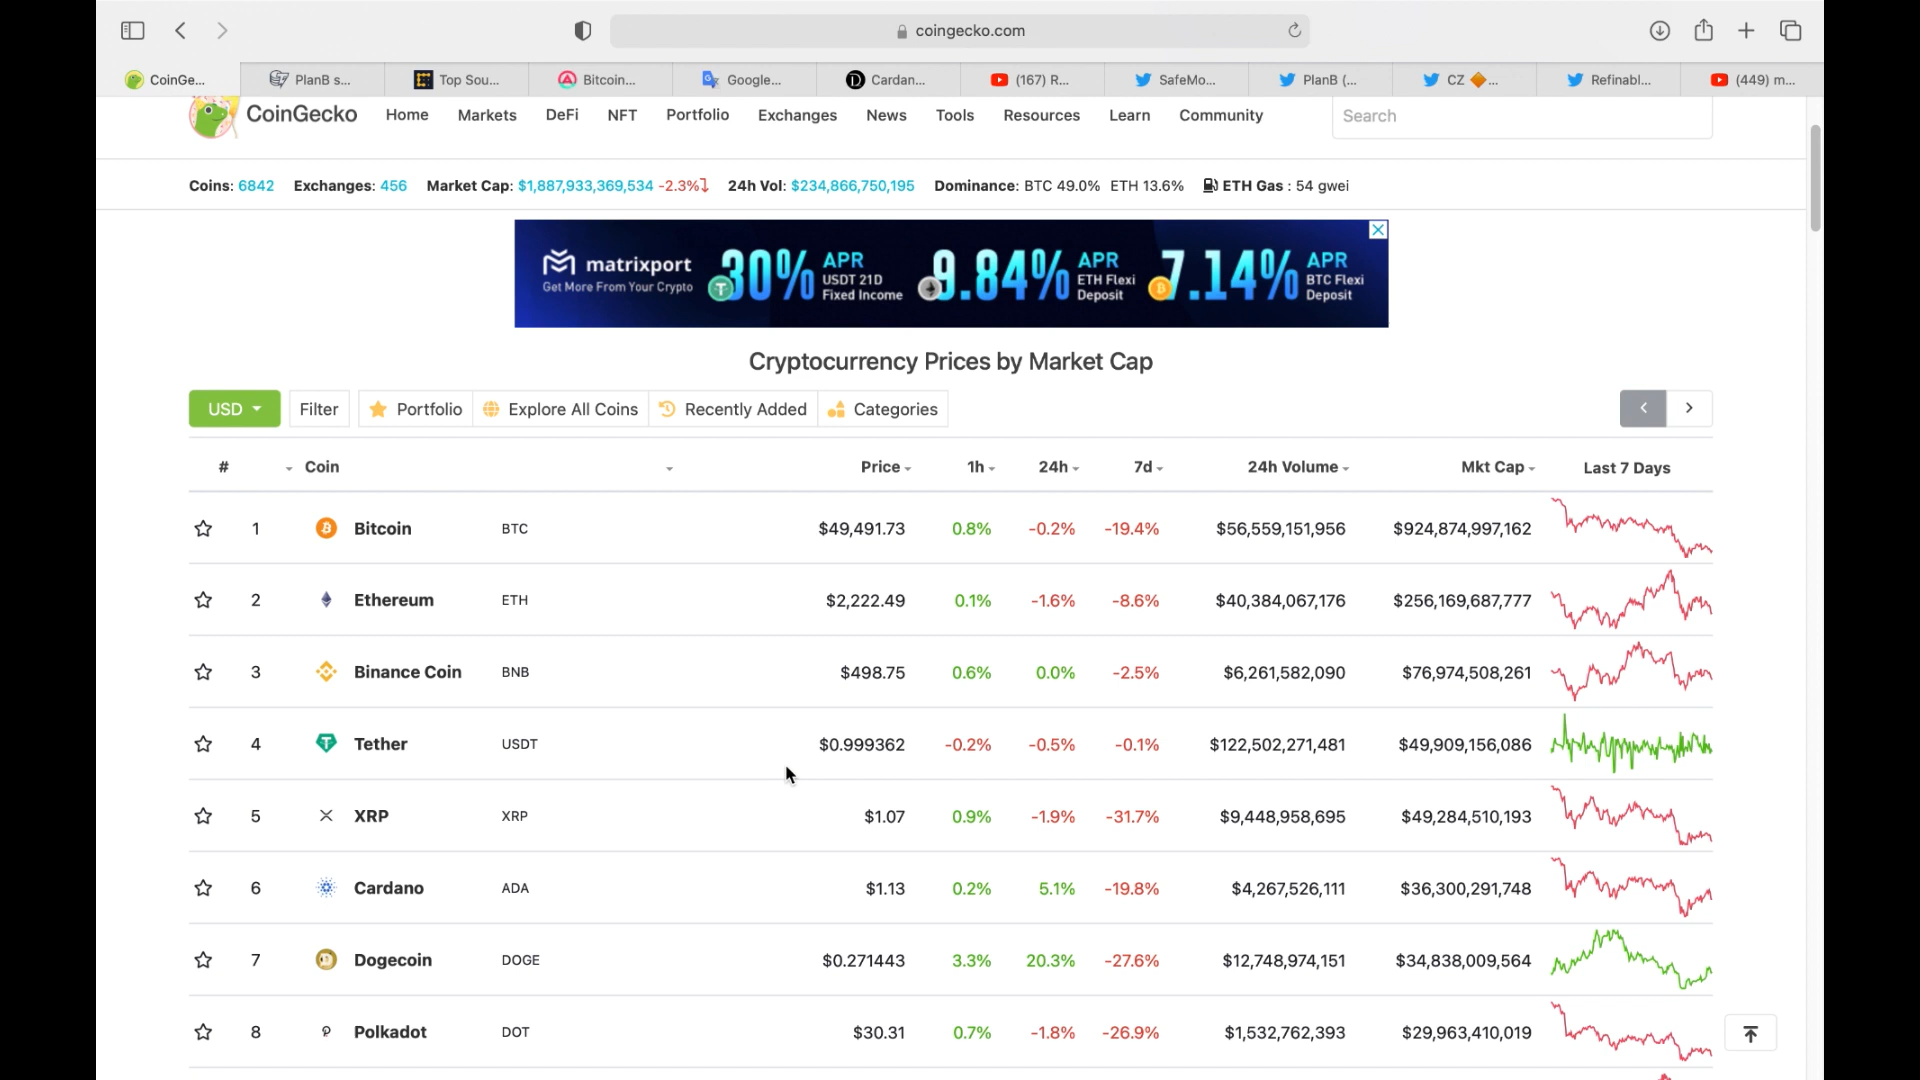 coingecko.com
CoinGe... PlanB s... Top Sou... Bitcoin... Google... Cardan... (167) R... SafeMo... PlanB (... CZ 🔶... Refinabl... (449) m...
CoinGecko Home Markets DeFi NFT Portfolio Exchanges News Tools Resources Learn Community Search
Coins: 6842 Exchanges: 456 Market Cap: $1,887,933,369,534 -2.3% 24h Vol: $234,866,750,195 Dominance: BTC 49.0% ETH 13.6% ETH Gas : 54 gwei
matrixport
Get More From Your Crypto
30% APR
USDT 21D
Fixed Income
9.84% APR
ETH Flexi
Deposit
7.14% APR
BTC Flexi
Deposit
Cryptocurrency Prices by Market Cap
USD Filter Portfolio Explore All Coins Recently Added Categories
# Coin Price 1h 24h 7d 24h Volume Mkt Cap Last 7 Days
1 Bitcoin BTC $49,491.73 0.8% -0.2% -19.4% $56,559,151,956 $924,874,997,162
2 Ethereum ETH $2,222.49 0.1% -1.6% -8.6% $40,384,067,176 $256,169,687,777
3 Binance Coin BNB $498.75 0.6% 0.0% -2.5% $6,261,582,090 $76,974,508,261
4 Tether USDT $0.999362 -0.2% -0.5% -0.1% $122,502,271,481 $49,909,156,086
5 XRP XRP $1.07 0.9% -1.9% -31.7% $9,448,958,695 $49,284,510,193
6 Cardano ADA $1.13 0.2% 5.1% -19.8% $4,267,526,111 $36,300,291,748
7 Dogecoin DOGE $0.271443 3.3% 20.3% -27.6% $12,748,974,151 $34,838,009,564
8 Polkadot DOT $30.31 0.7% -1.8% -26.9% $1,532,762,393 $29,963,410,019